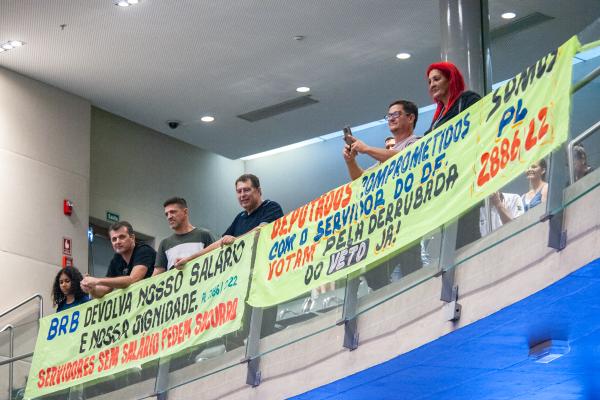 BRB DEVOLVA NOSSO SALÁRIO
E NOSSA DIGNIDADE.
SERVIDORES SEM SALÁRIO PEDEM SOCORRO
DEPUTADOS COMPROMETIDOS
COM O SERVIDOR DO DF
VOTAM PELA DERRUBADA
DO VETO JÁ!
SOMOS
PL
2886/22